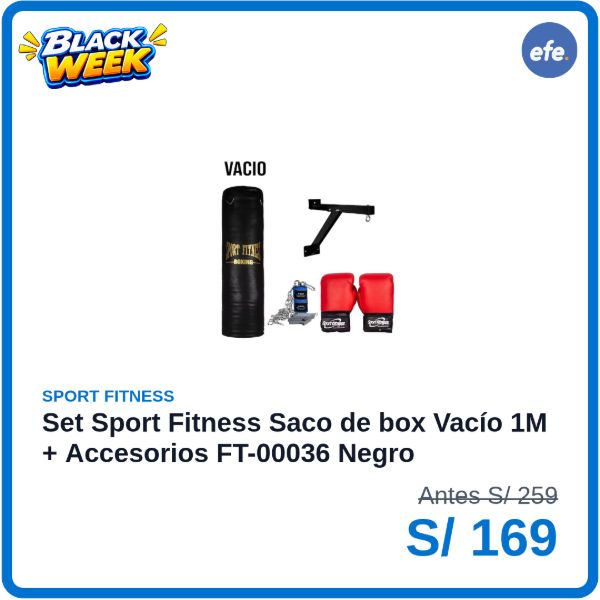 BLACK
WEEK
efe.
VACIO
SPORT FITNESS
BOXING
SPORT FITNESS
Set Sport Fitness Saco de box Vacío 1M
+ Accesorios FT-00036 Negro
Antes S/ 259
S/ 169